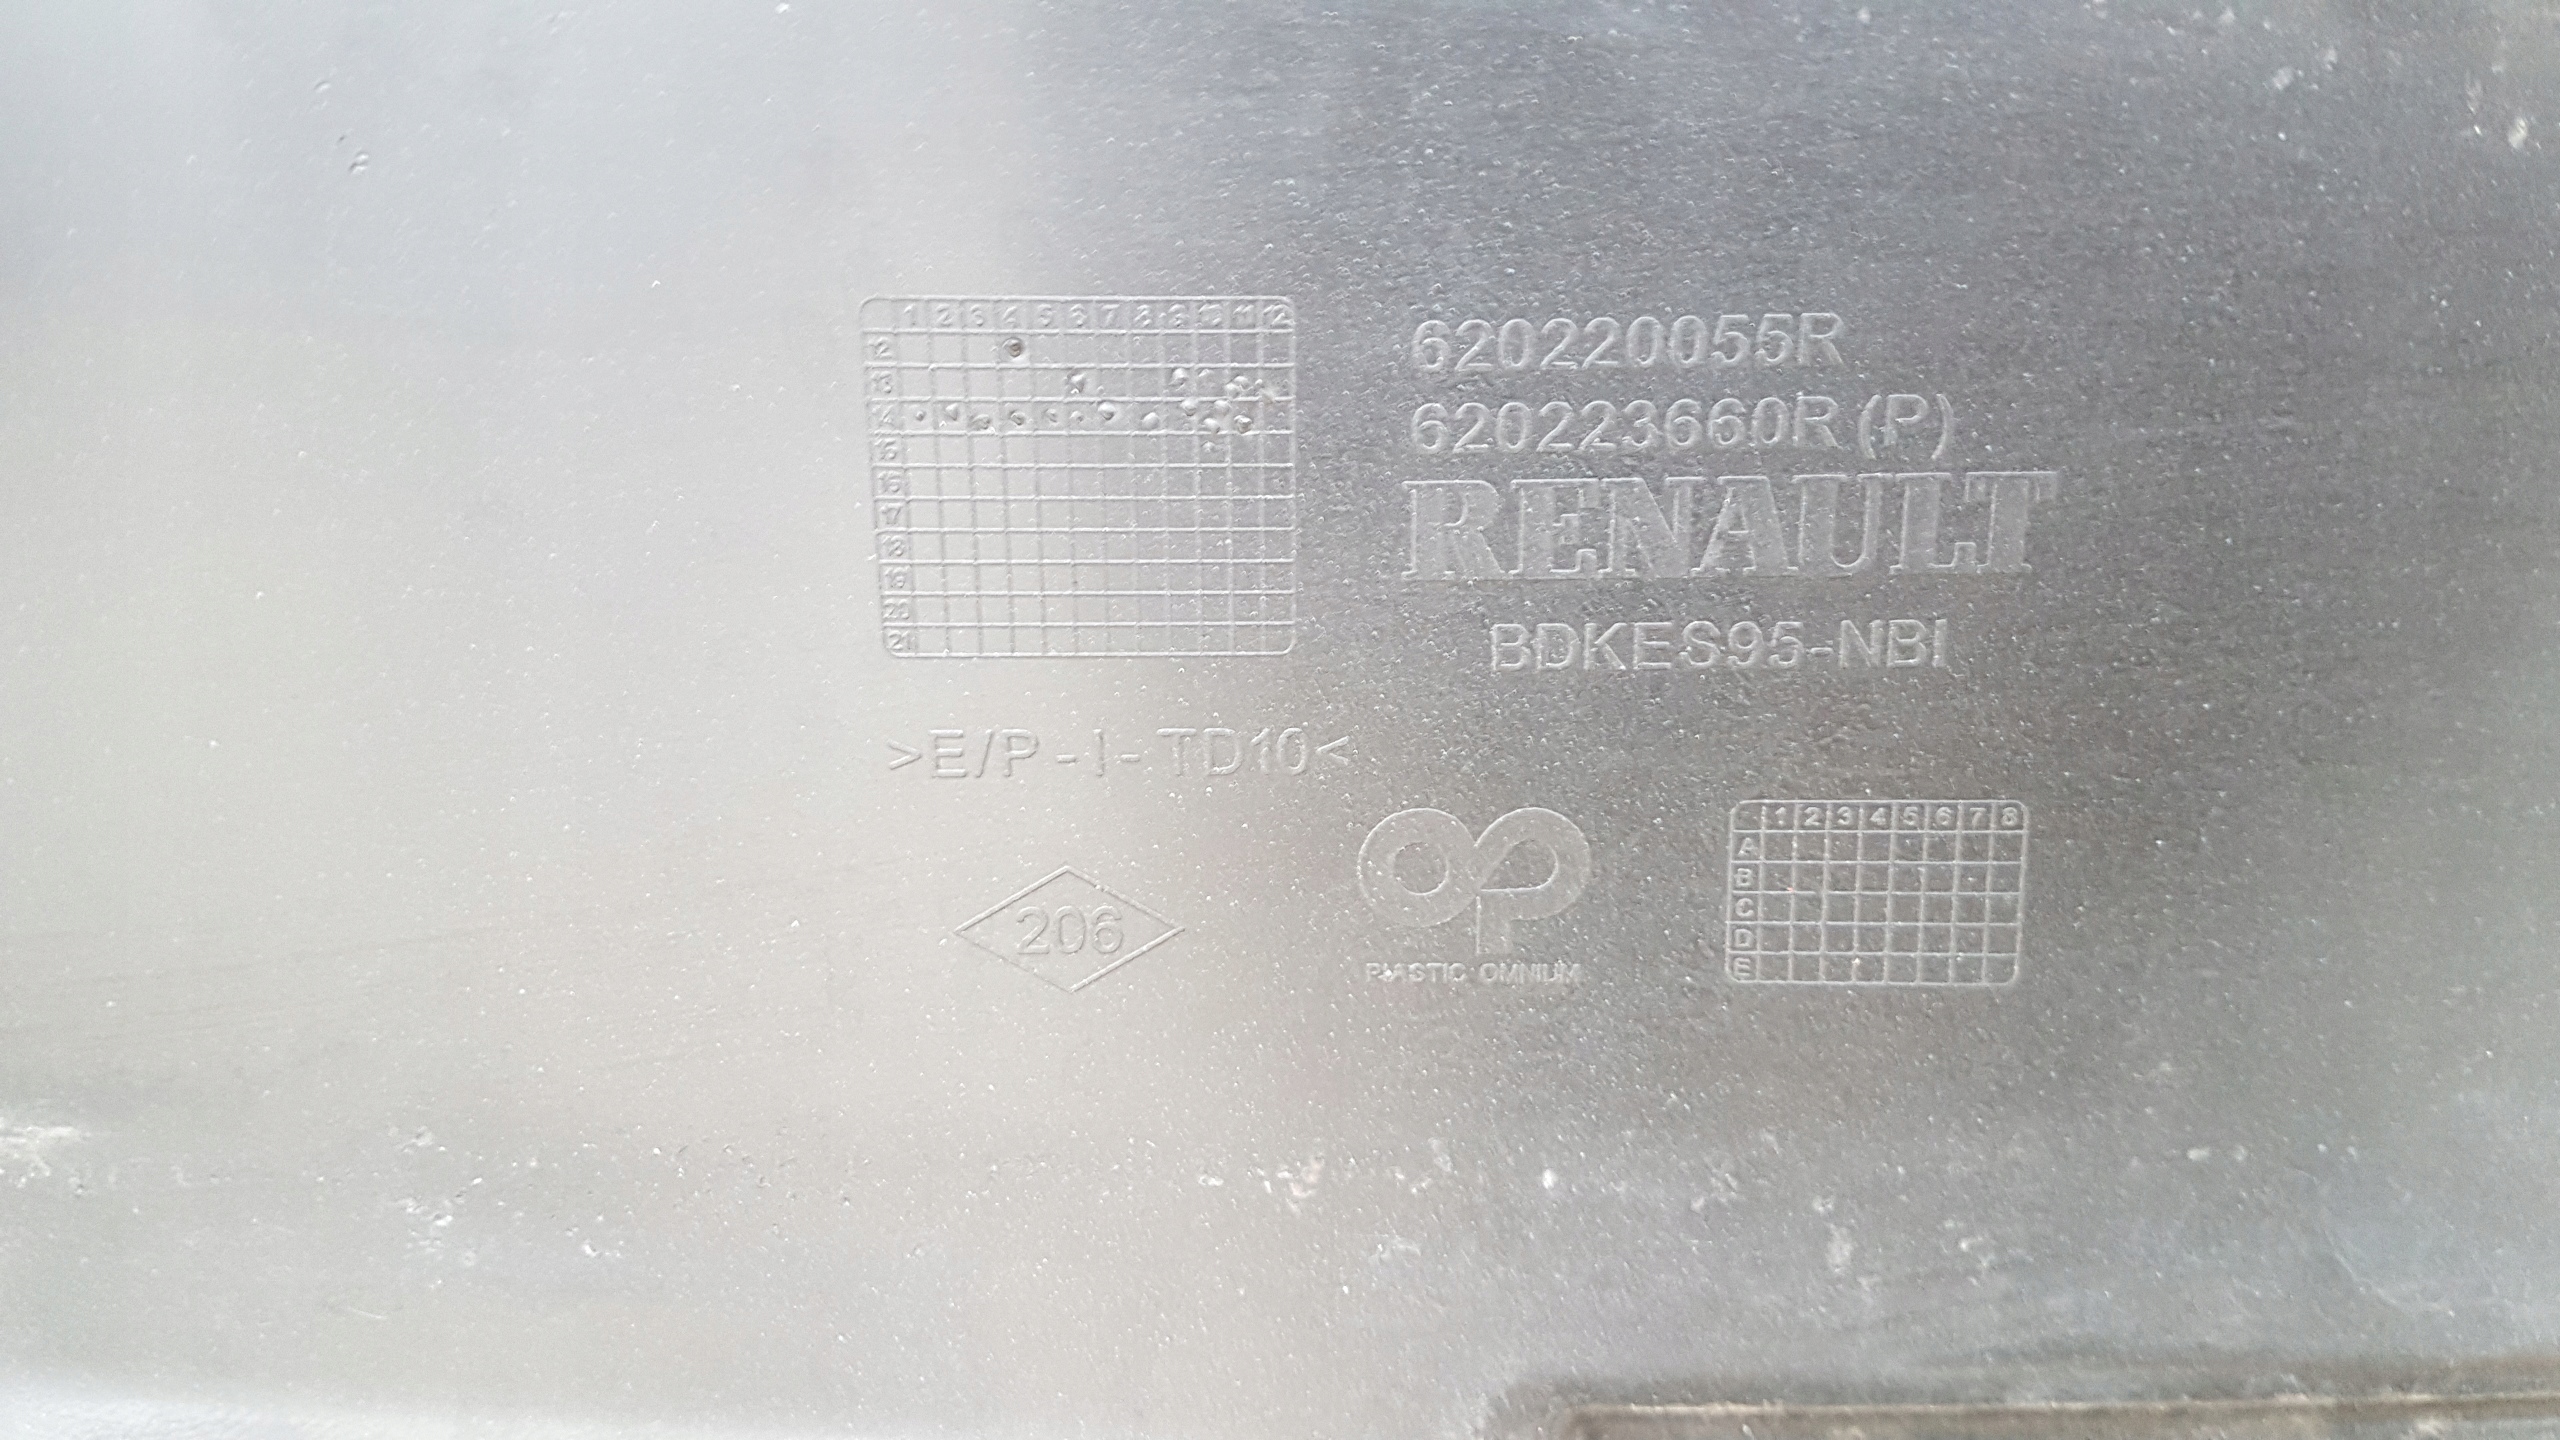 1 2 3 4 5 6 7 8 9 10 11 12
12
13
14
15
16
17
18
19
20
21
620220055R
620223660R (P)
RENAULT
BDKES95-NBI
>E/P-I-TD10<
206
OP
PLASTIC OMNIUM
1 2 3 4 5 6 7 8
A
B
C
D
E